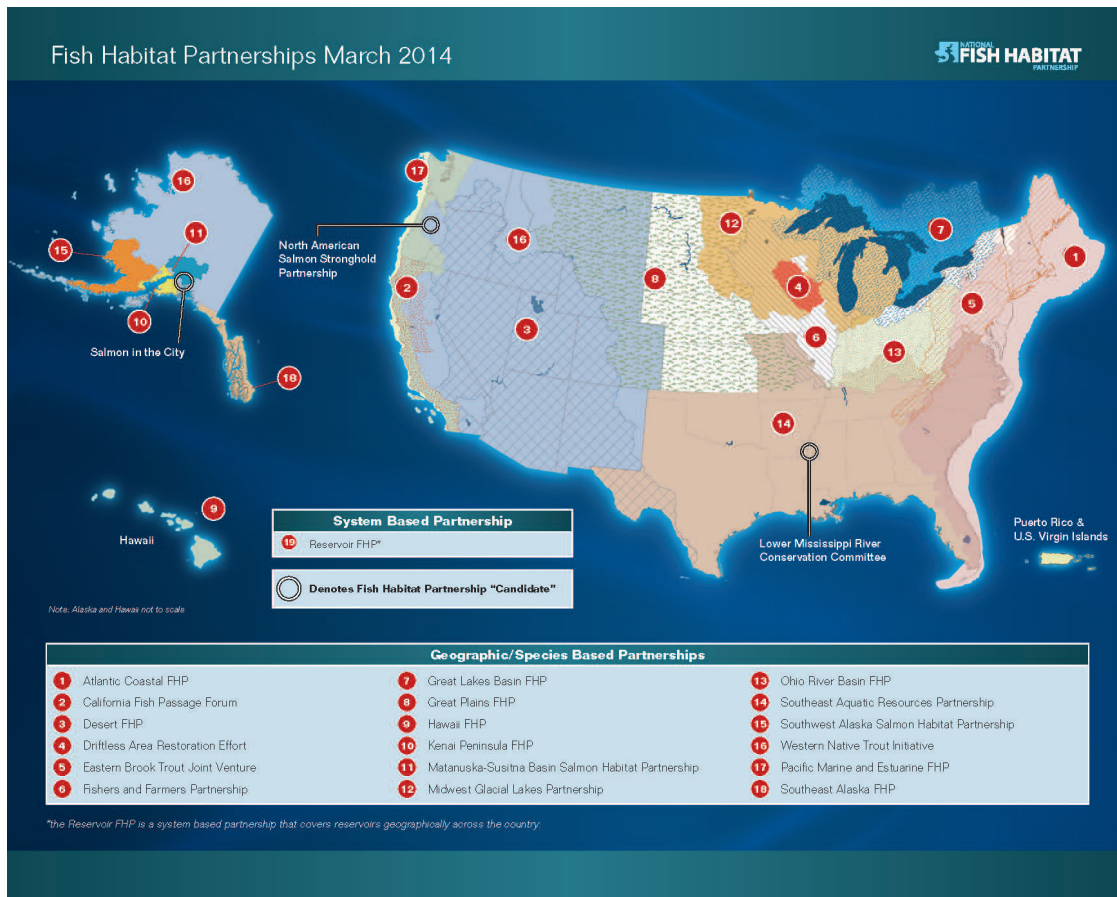 Fish Habitat Partnerships March 2014
NATIONAL
FISH HABITAT
PARTNERSHIP
16
11
15
10
Salmon in the City
18
17
North American
Salmon Stronghold
Partnership
16
2
3
8
12
4
6
7
1
5
13
14
Lower Mississippi River
Conservation Committee
Puerto Rico &
U.S. Virgin Islands
9
Hawaii
Note: Alaska and Hawaii not to scale
System Based Partnership
19 Reservoir FHP*
Denotes Fish Habitat Partnership “Candidate”
Geographic/Species Based Partnerships
1 Atlantic Coastal FHP
2 California Fish Passage Forum
3 Desert FHP
4 Driftless Area Restoration Effort
5 Eastern Brook Trout Joint Venture
6 Fishers and Farmers Partnership
7 Great Lakes Basin FHP
8 Great Plains FHP
9 Hawaii FHP
10 Kenai Peninsula FHP
11 Matanuska-Susitna Basin Salmon Habitat Partnership
12 Midwest Glacial Lakes Partnership
13 Ohio River Basin FHP
14 Southeast Aquatic Resources Partnership
15 Southwest Alaska Salmon Habitat Partnership
16 Western Native Trout Initiative
17 Pacific Marine and Estuarine FHP
18 Southeast Alaska FHP
*the Reservoir FHP is a system based partnership that covers reservoirs geographically across the country.